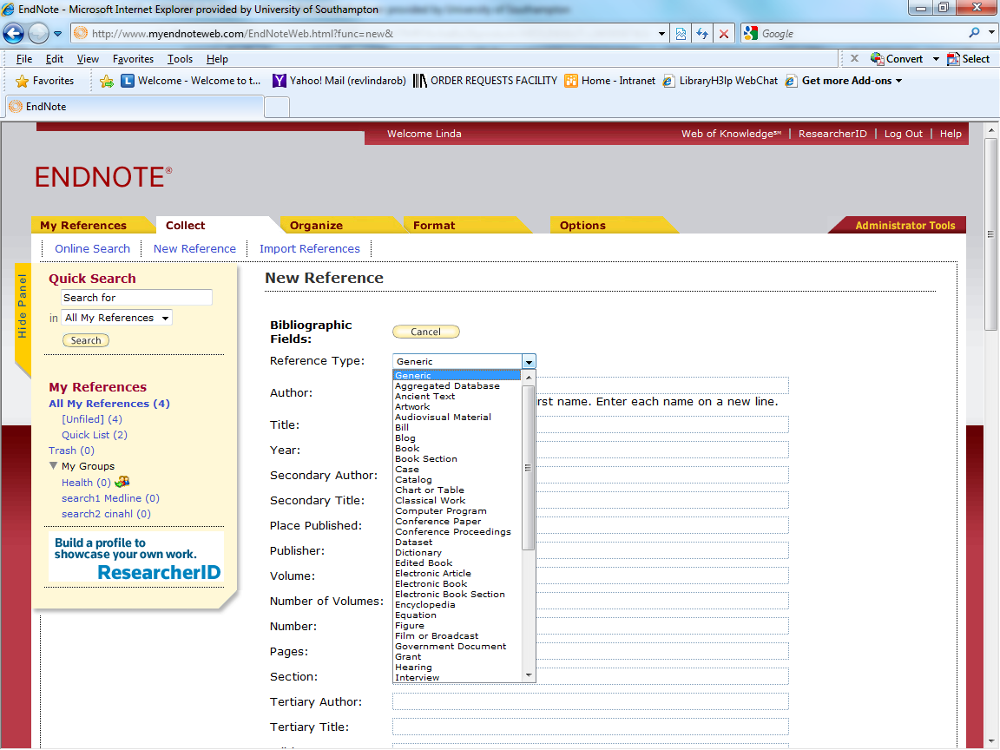 EndNote - Microsoft Internet Explorer provided by University of Southampton
http://www.myendnoteweb.com/EndNoteWeb.html?func=new&
Google
File Edit View Favorites Tools Help
Convert Select
Favorites Welcome - Welcome to t... Yahoo! Mail (revlindarob) ORDER REQUESTS FACILITY Home - Intranet LibraryH3lp WebChat Get more Add-ons
EndNote
Welcome Linda Web of Knowledge℠ | ResearcherID | Log Out | Help
ENDNOTE®
My References Collect Organize Format Options Administrator Tools
Online Search New Reference Import References
Hide Panel
Quick Search
Search for
in All My References
Search
My References
All My References (4)
[Unfiled] (4)
Quick List (2)
Trash (0)
My Groups
Health (0)
search1 Medline (0)
search2 cinahl (0)
Build a profile to
showcase your own work.
ResearcherID
New Reference
Bibliographic
Fields:
Cancel
Reference Type: Generic
Author:
rst name. Enter each name on a new line.
Title:
Year:
Secondary Author:
Secondary Title:
Place Published:
Publisher:
Volume:
Number of Volumes:
Number:
Pages:
Section:
Tertiary Author:
Tertiary Title:
Generic
Aggregated Database
Ancient Text
Artwork
Audiovisual Material
Bill
Blog
Book
Book Section
Case
Catalog
Chart or Table
Classical Work
Computer Program
Conference Paper
Conference Proceedings
Dataset
Dictionary
Edited Book
Electronic Article
Electronic Book
Electronic Book Section
Encyclopedia
Equation
Figure
Film or Broadcast
Government Document
Grant
Hearing
Interview